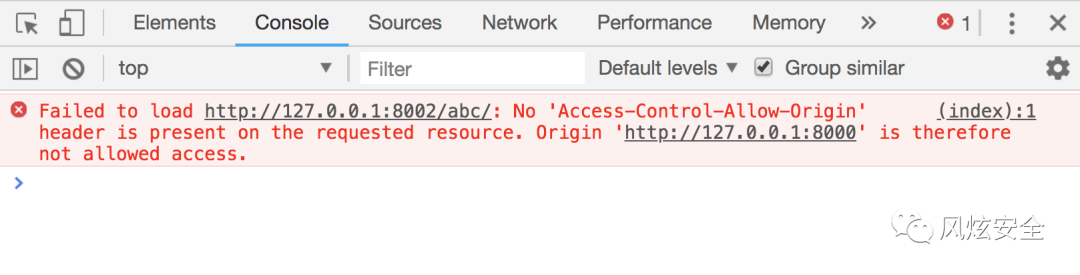 Elements Console Sources Network Performance Memory » 1
top Filter Default levels Group similar
Failed to load http://127.0.0.1:8002/abc/: No 'Access-Control-Allow-Origin' (index):1
header is present on the requested resource. Origin 'http://127.0.0.1:8000' is therefore
not allowed access.
风炫安全